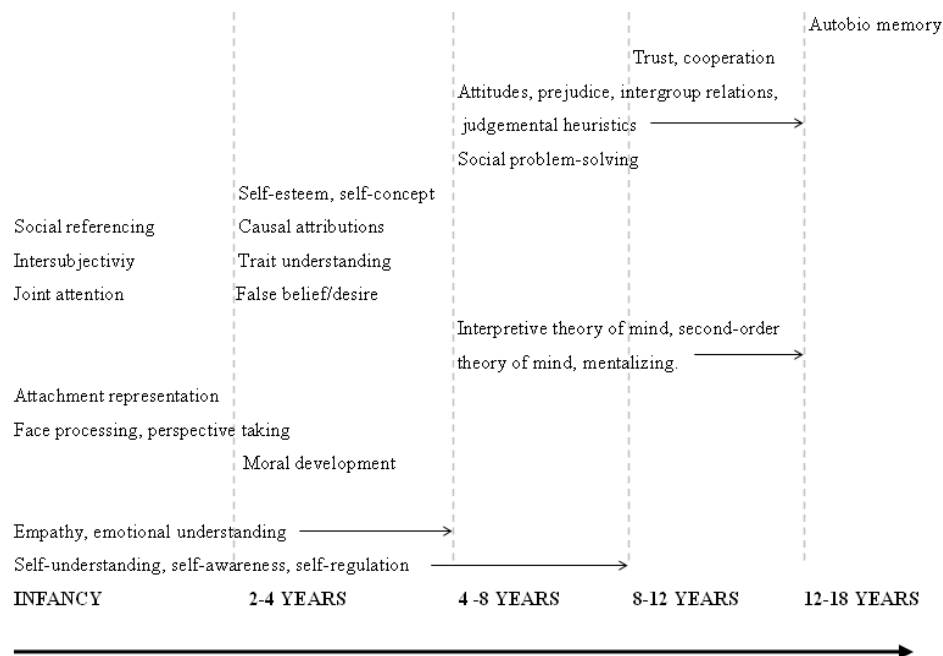 Autobio memory
Trust, cooperation
Attitudes, prejudice, intergroup relations,
judgemental heuristics
Social problem-solving
Self-esteem, self-concept
Social referencing
Causal attributions
Intersubjectiviy
Trait understanding
Joint attention
False belief/desire
Interpretive theory of mind, second-order
theory of mind, mentalizing.
Attachment representation
Face processing, perspective taking
Moral development
Empathy, emotional understanding
Self-understanding, self-awareness, self-regulation
INFANCY
2-4 YEARS
4 -8 YEARS
8-12 YEARS
12-18 YEARS